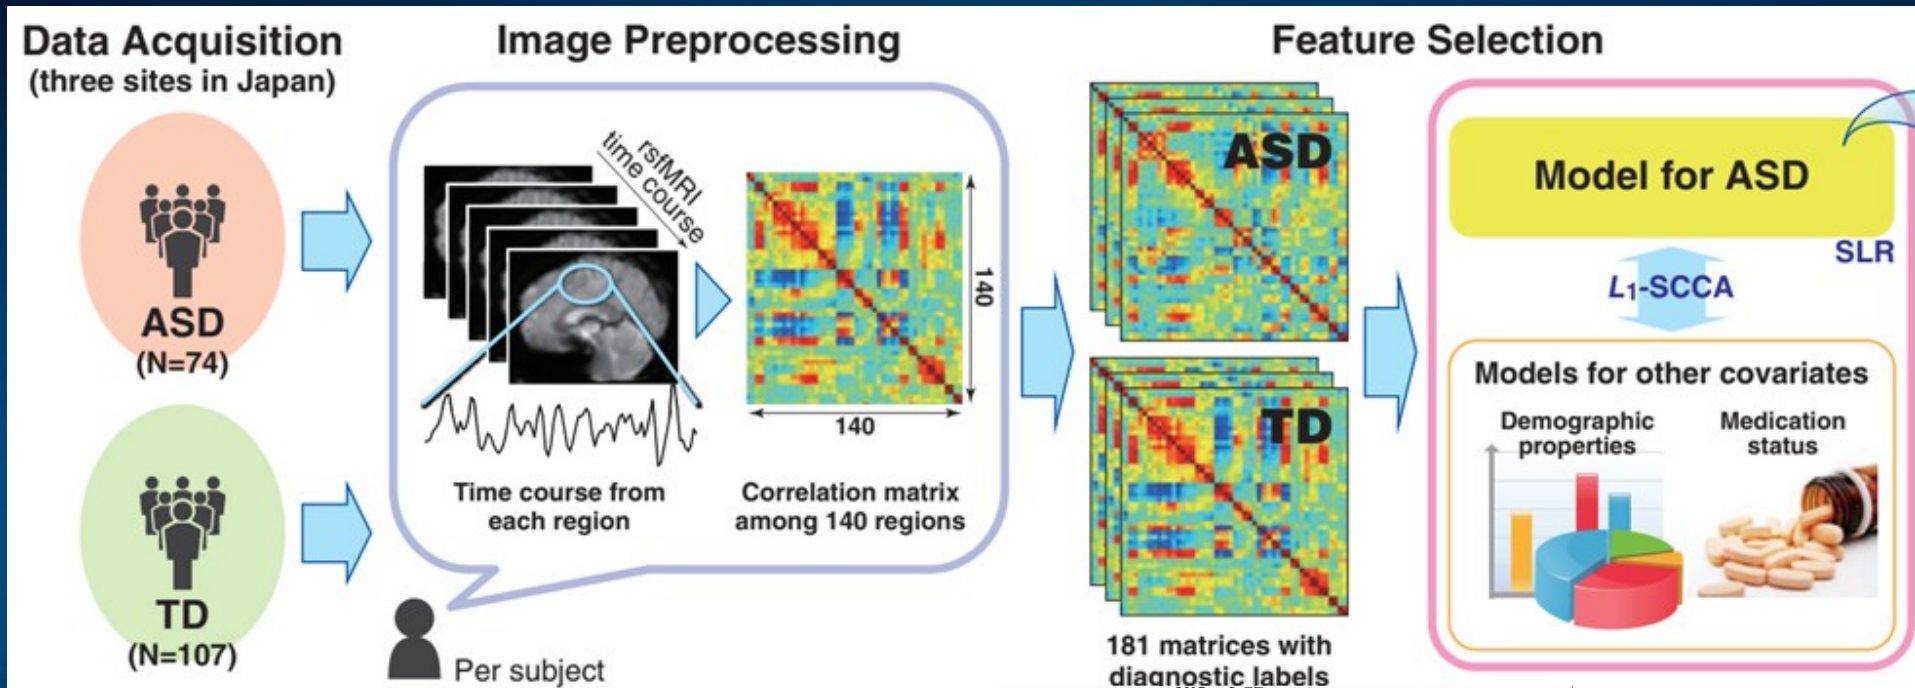 Data Acquisition
(three sites in Japan)
ASD
(N=74)
TD
(N=107)
Image Preprocessing
rsfMRI
time course
140
140
Time course from
each region
Correlation matrix
among 140 regions
Per subject
Feature Selection
ASD
TD
181 matrices with
diagnostic labels
Model for ASD
SLR
L1-SCCA
Models for other covariates
Demographic
properties
Medication
status